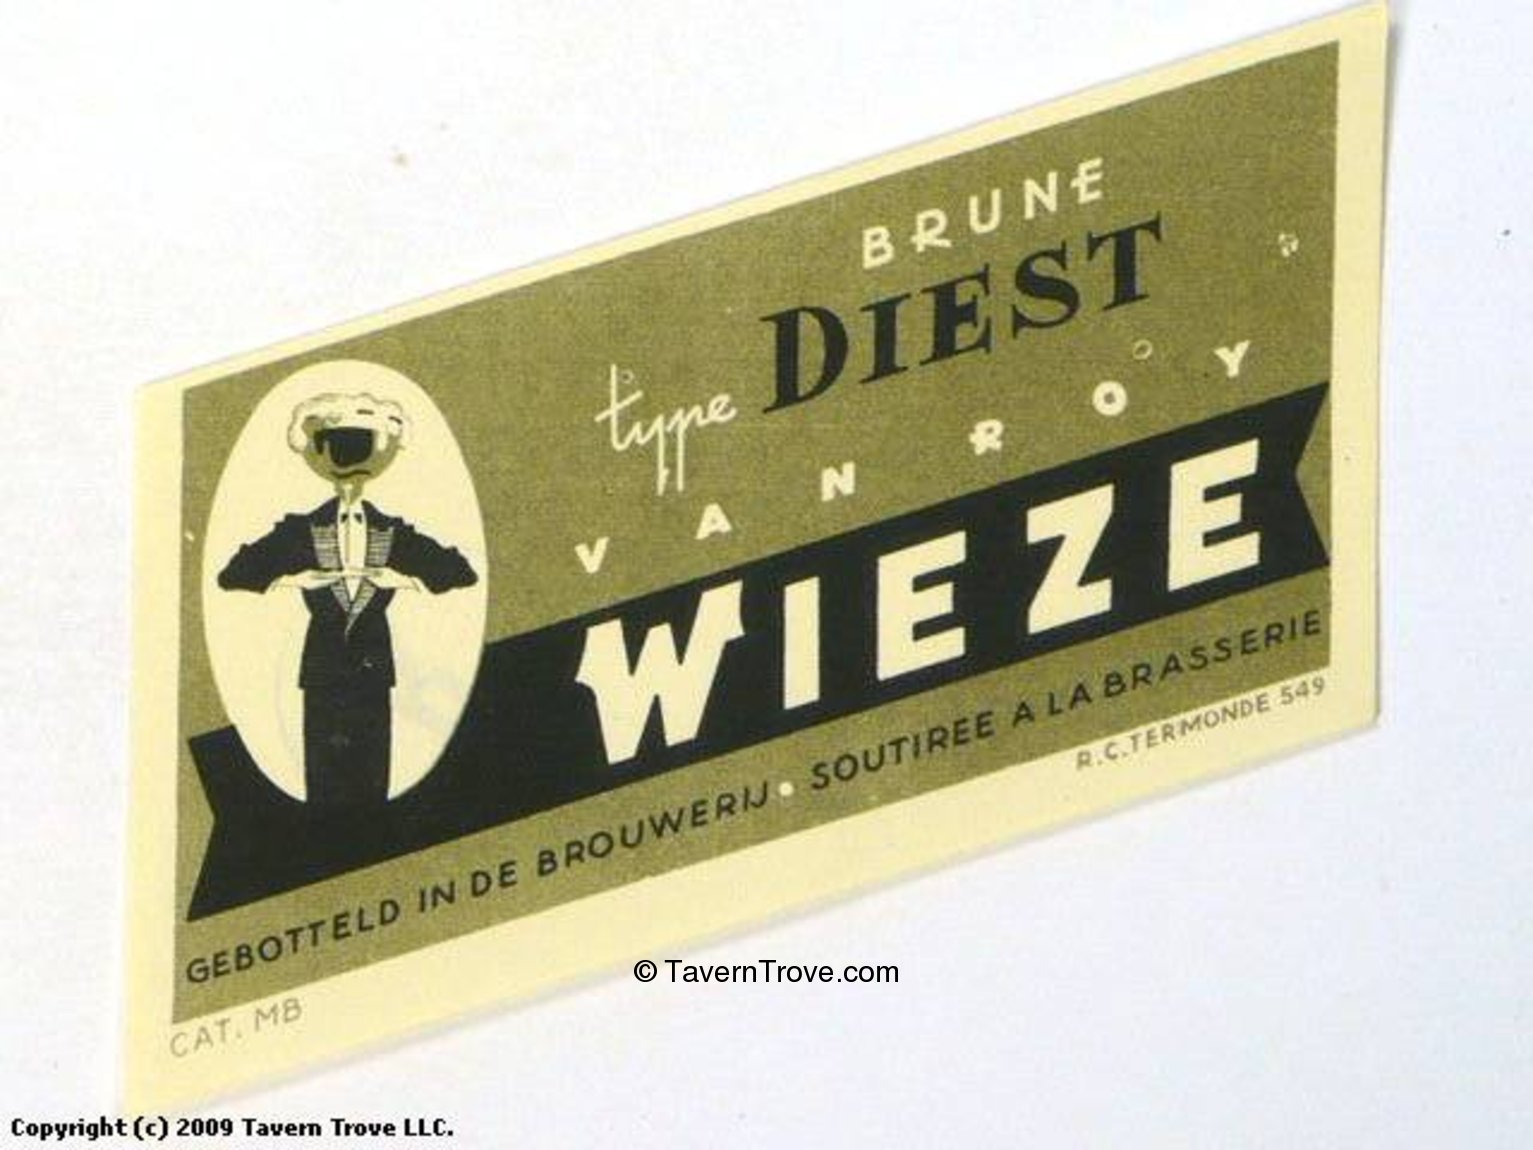 BRUNE
type DIEST
VAN ROY
WIEZE
GEBOTTELD IN DE BROUWERIJ • SOUTIREE A LA BRASSERIE
CAT. MB
R.C. TERMONDE 549
© TavernTrove.com
Copyright (c) 2009 Tavern Trove LLC.